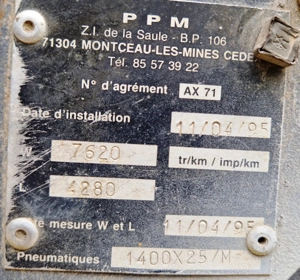 PPM
Z.I. de la Saule - B.P. 106
71304 MONTCEAU-LES-MINES CEDE
Tél. 85 57 39 22
N° d'agrément AX 71
Date d'installation 11/04/95
W 7620 tr/km / imp/km
L 4280
de mesure W et L 11/04/95
Pneumatiques 1400X25/M